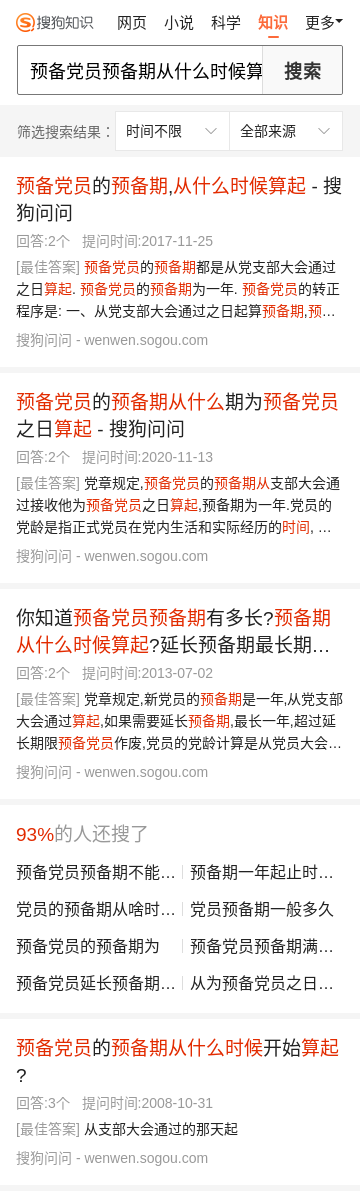 搜狗知识 网页 小说 科学 知识 更多
预备党员预备期从什么时候算 搜索
筛选搜索结果： 时间不限 全部来源
预备党员的预备期,从什么时候算起 - 搜
狗问问
回答:2个 提问时间:2017-11-25
[最佳答案] 预备党员的预备期都是从党支部大会通过
之日算起. 预备党员的预备期为一年. 预备党员的转正
程序是: 一、从党支部大会通过之日起算预备期,预…
搜狗问问 - wenwen.sogou.com
预备党员的预备期从什么期为预备党员
之日算起 - 搜狗问问
回答:2个 提问时间:2020-11-13
[最佳答案] 党章规定,预备党员的预备期从支部大会通
过接收他为预备党员之日算起,预备期为一年.党员的
党龄是指正式党员在党内生活和实际经历的时间, …
搜狗问问 - wenwen.sogou.com
你知道预备党员预备期有多长?预备期
从什么时候算起?延长预备期最长期…
回答:2个 提问时间:2013-07-02
[最佳答案] 党章规定,新党员的预备期是一年,从党支部
大会通过算起,如果需要延长预备期,最长一年,超过延
长期限预备党员作废,党员的党龄计算是从党员大会…
搜狗问问 - wenwen.sogou.com
93%的人还搜了
预备党员预备期不能… 预备期一年起止时…
党员的预备期从啥时… 党员预备期一般多久
预备党员的预备期为 预备党员预备期满…
预备党员延长预备期… 从为预备党员之日…
预备党员的预备期从什么时候开始算起
?
回答:3个 提问时间:2008-10-31
[最佳答案] 从支部大会通过的那天起
搜狗问问 - wenwen.sogou.com